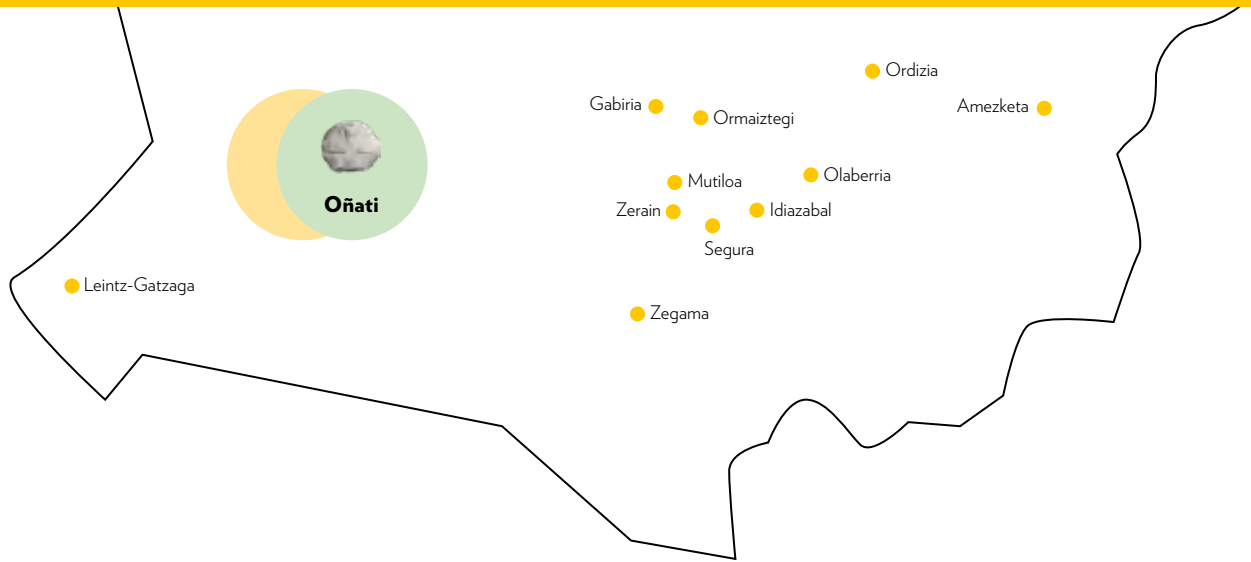 Ordizia
Gabiria
Amezketa
Ormaiztegi
Olaberria
Mutiloa
Oñati
Zerain
Idiazabal
Segura
Leintz-Gatzaga
Zegama